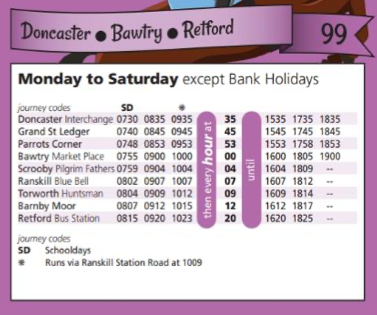 Doncaster ● Bawtry ● Retford 99
Monday to Saturday except Bank Holidays
journey codes SD ※
Doncaster Interchange 0730 0835 0935 35 1535 1735 1835
Grand St Ledger 0740 0845 0945 45 1545 1745 1845
Parrots Corner 0748 0853 0953 53 1553 1758 1853
Bawtry Market Place 0755 0900 1000 00 1600 1805 1900
Scrooby Pilgrim Fathers 0759 0904 1004 04 1604 1809 --
Ranskill Blue Bell 0802 0907 1007 07 1607 1812 --
Torworth Huntsman 0804 0909 1012 09 1609 1814 --
Barnby Moor 0807 0912 1015 12 1612 1817 --
Retford Bus Station 0815 0920 1023 20 1620 1825 --
then every hour at
until
journey codes
SD Schooldays
※ Runs via Ranskill Station Road at 1009